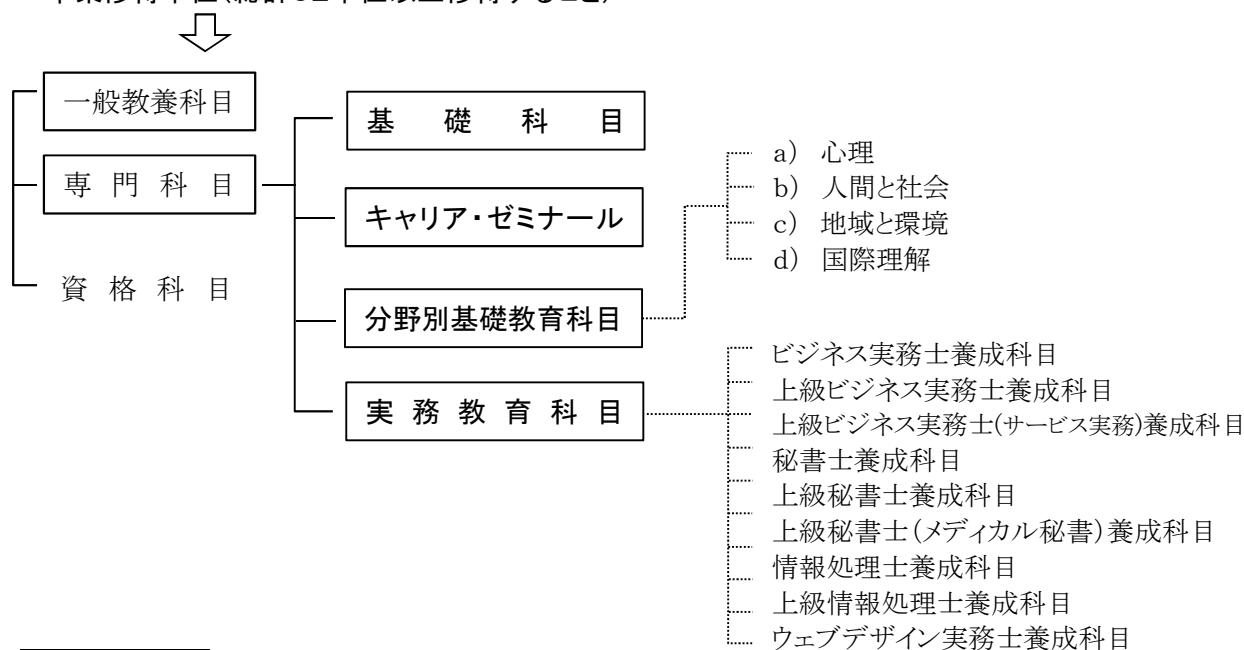 一般教養科目
専門科目
資格科目
基礎科目
キャリア・ゼミナール
分野別基礎教育科目
実務教育科目
a) 心理
b) 人間と社会
c) 地域と環境
d) 国際理解
ビジネス実務士養成科目
上級ビジネス実務士養成科目
上級ビジネス実務士(サービス実務)養成科目
秘書士養成科目
上級秘書士養成科目
上級秘書士(メディカル秘書)養成科目
情報処理士養成科目
上級情報処理士養成科目
ウェブデザイン実務士養成科目